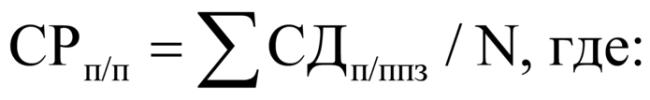 СР п/п = ∑ СД п/ппз / N, где: